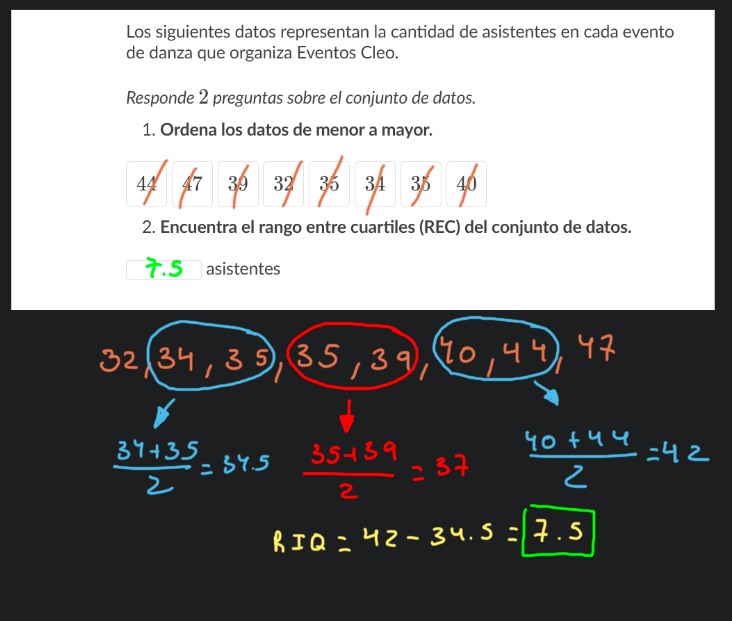 Los siguientes datos representan la cantidad de asistentes en cada evento
de danza que organiza Eventos Cleo.
Responde 2 preguntas sobre el conjunto de datos.
1. Ordena los datos de menor a mayor.
44 47 39 32 35 34 35 40
2. Encuentra el rango entre cuartiles (REC) del conjunto de datos.
7.5 asistentes
32, 34, 35, 35, 39, 40, 44, 47
34+35
2
= 34.5
35+39
2
= 37
40+44
2
=42
RIQ = 42 - 34.5 = 7.5